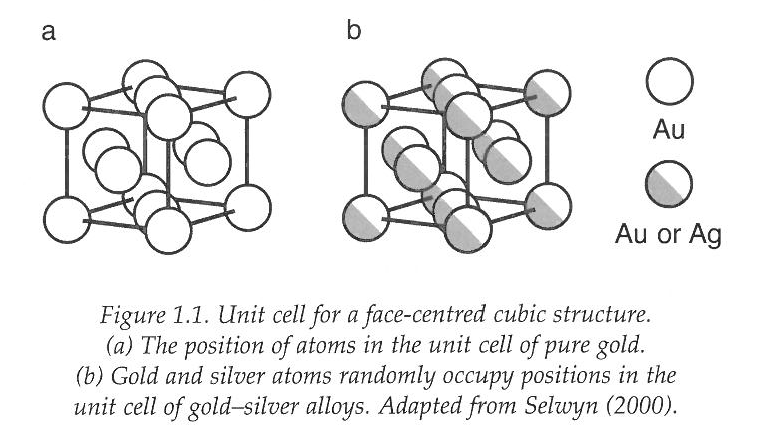 a
b
Au
Au or Ag
Figure 1.1. Unit cell for a face-centred cubic structure.
(a) The position of atoms in the unit cell of pure gold.
(b) Gold and silver atoms randomly occupy positions in the
unit cell of gold–silver alloys. Adapted from Selwyn (2000).